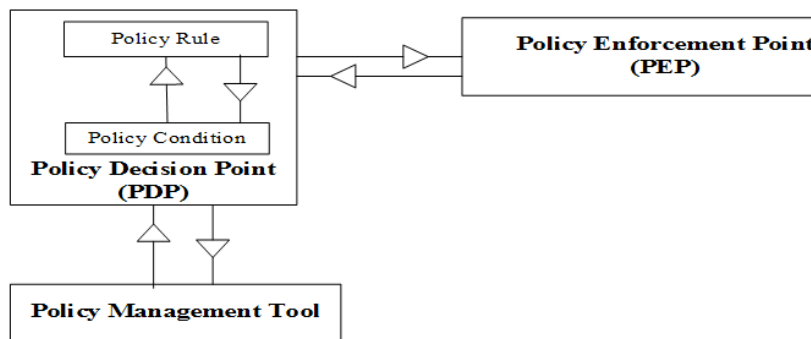 Policy Rule
Policy Condition
Policy Decision Point
(PDP)
Policy Enforcement Point
(PEP)
Policy Management Tool